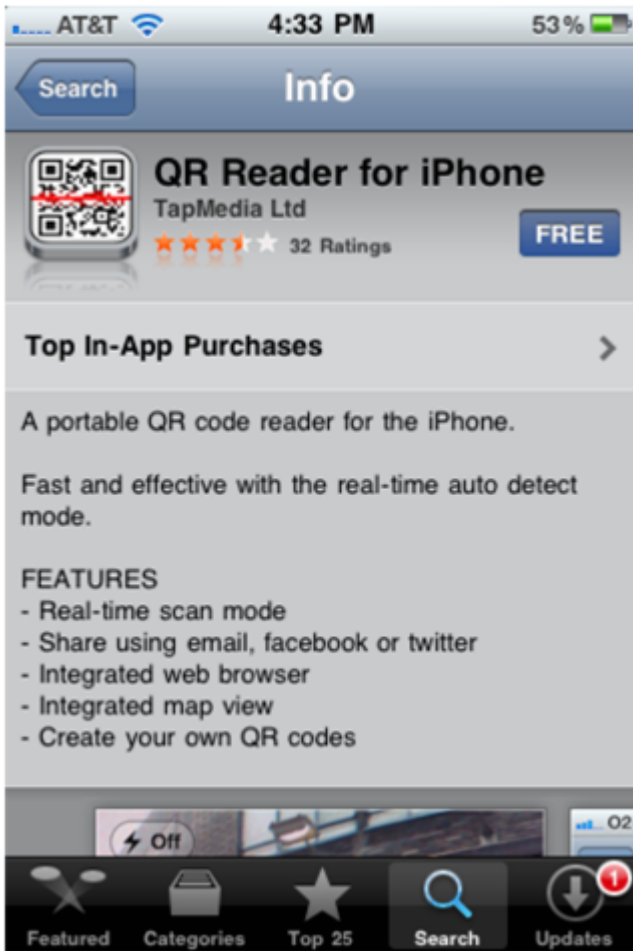 AT&T 4:33 PM 53%
Search Info
QR Reader for iPhone
TapMedia Ltd
32 Ratings
FREE
Top In-App Purchases
A portable QR code reader for the iPhone.
Fast and effective with the real-time auto detect
mode.
FEATURES
- Real-time scan mode
- Share using email, facebook or twitter
- Integrated web browser
- Integrated map view
- Create your own QR codes
Off
O2
1
Featured Categories Top 25 Search Updates